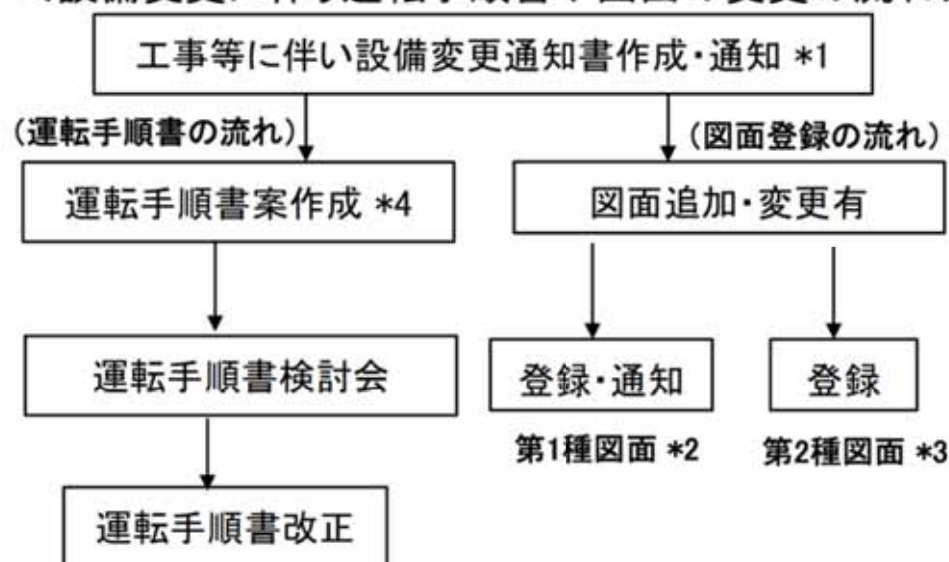 工事等に伴い設備変更通知書作成・通知 *1
(運転手順書の流れ)
(図面登録の流れ)
運転手順書案作成 *4
図面追加・変更有
運転手順書検討会
登録・通知
登録
第1種図面 *2
第2種図面 *3
運転手順書改正